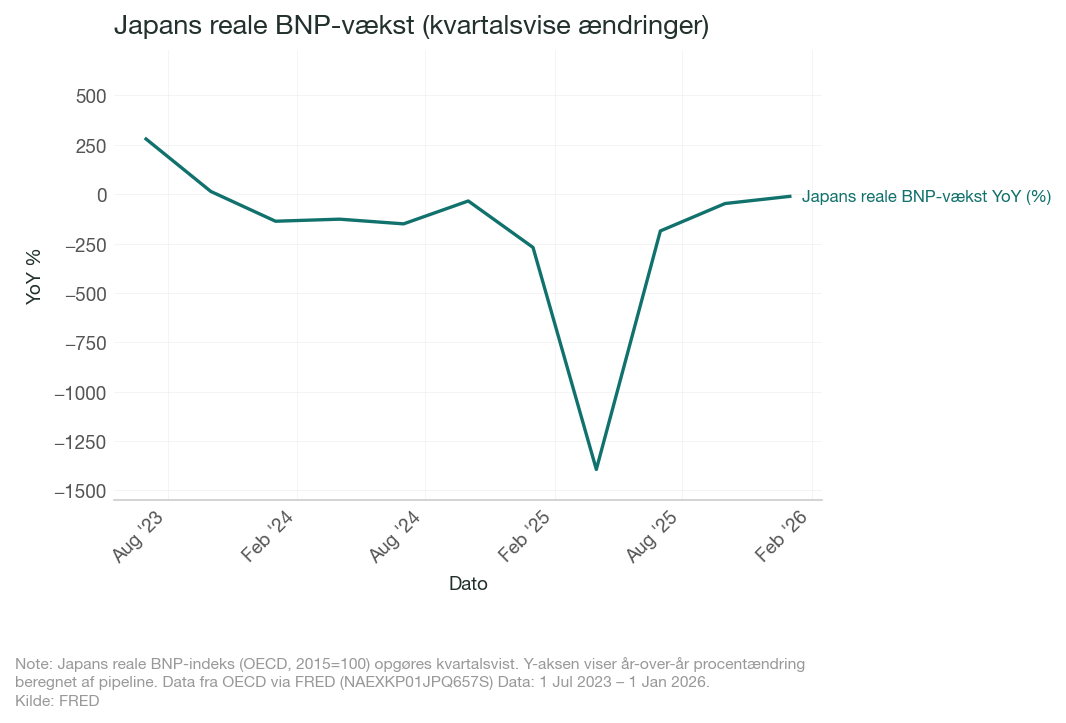 Japans reale BNP-vækst (kvartalsvise ændringer)
500
250
0
−250
−500
−750
−1000
−1250
−1500
YoY %
Japans reale BNP-vækst YoY (%)
Aug '23
Feb '24
Aug '24
Feb '25
Aug '25
Feb '26
Dato
Note: Japans reale BNP-indeks (OECD, 2015=100) opgøres kvartalsvist. Y-aksen viser år-over-år procentændring
beregnet af pipeline. Data fra OECD via FRED (NAEXKP01JPQ657S) Data: 1 Jul 2023 – 1 Jan 2026.
Kilde: FRED